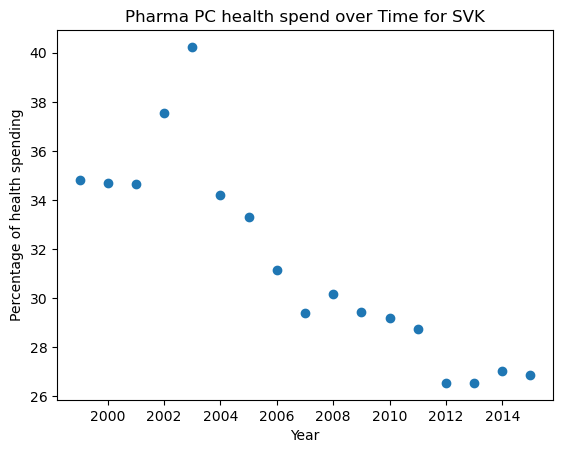 Pharma PC health spend over Time for SVK
Percentage of health spending
40
38
36
34
32
30
28
26
2000 2002 2004 2006 2008 2010 2012 2014
Year